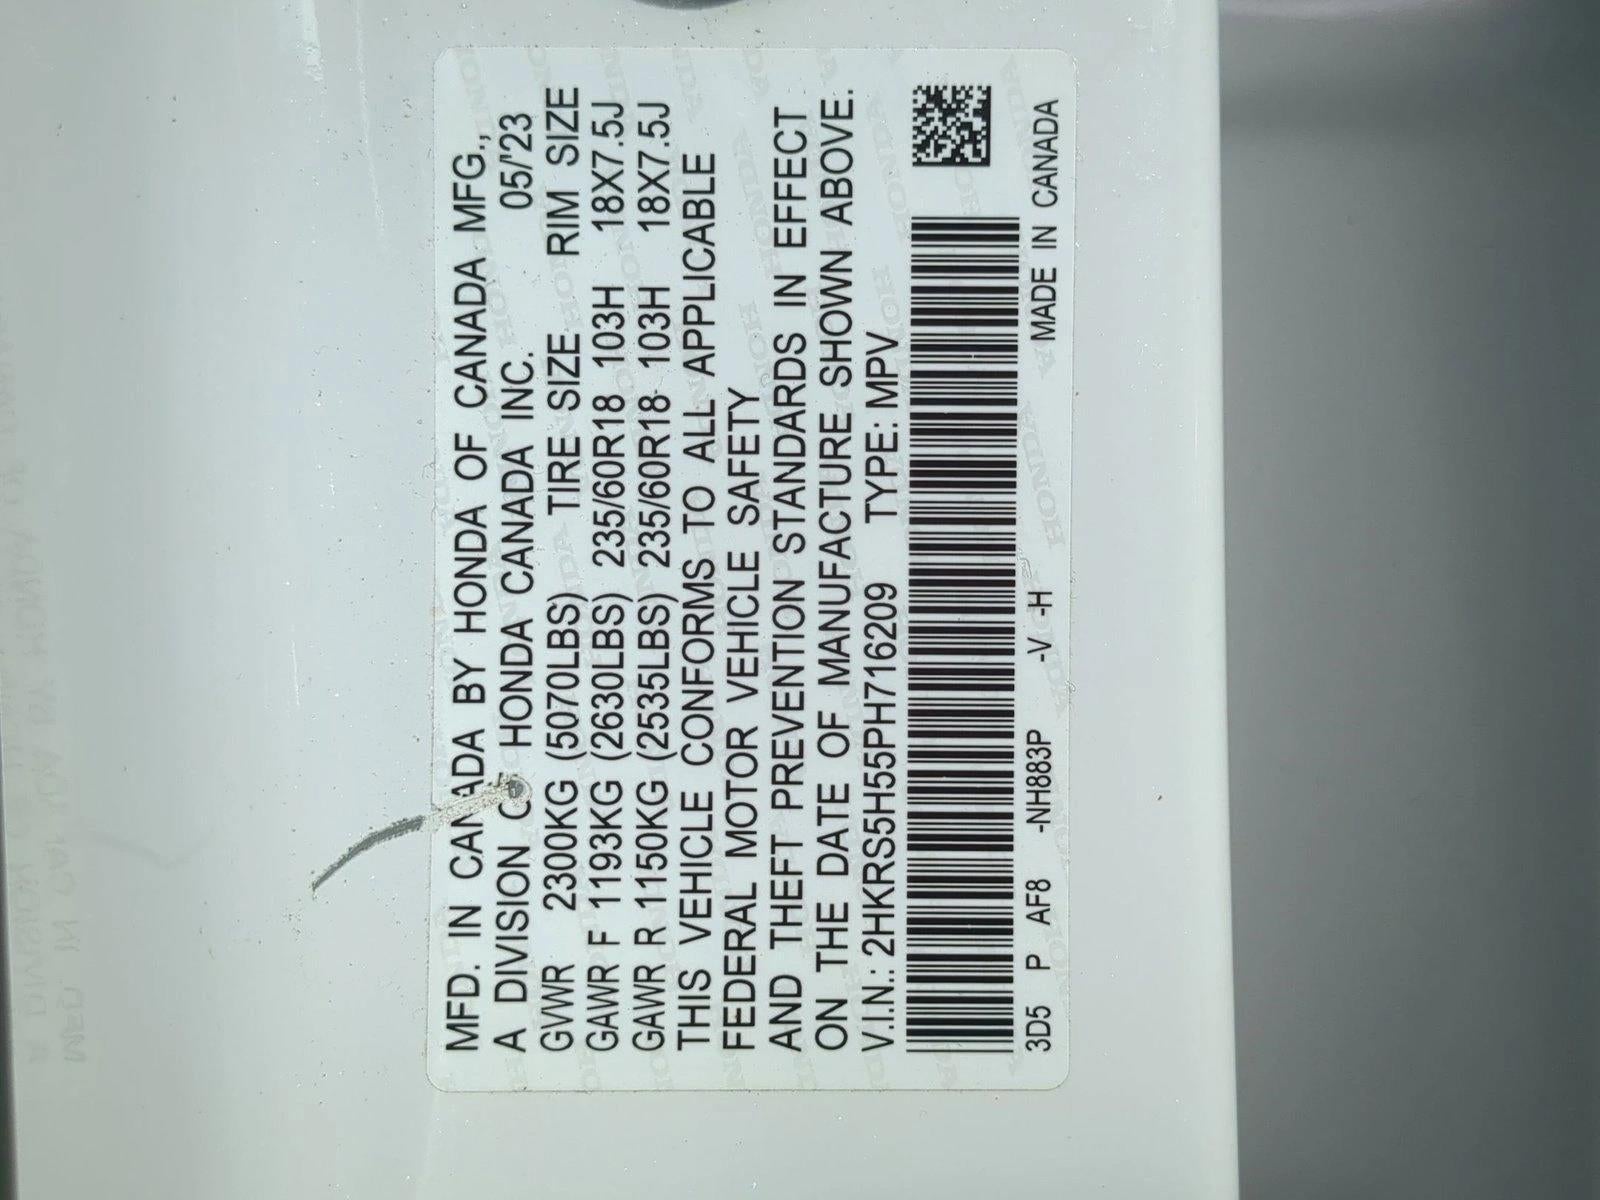 MFD. IN CANADA BY HONDA OF CANADA MFG.,
A DIVISION OF HONDA CANADA INC. 05/'23
GVWR 2300KG (5070LBS) TIRE SIZE RIM SIZE
GAWR F 1193KG (2630LBS) 235/60R18 103H 18X7.5J
GAWR R 1150KG (2535LBS) 235/60R18 103H 18X7.5J
THIS VEHICLE CONFORMS TO ALL APPLICABLE
FEDERAL MOTOR VEHICLE SAFETY
AND THEFT PREVENTION STANDARDS IN EFFECT
ON THE DATE OF MANUFACTURE SHOWN ABOVE.
V.I.N.: 2HKRS5H55PH716209 TYPE: MPV
3D5 P AF8 -NH883P -V -H MADE IN CANADA